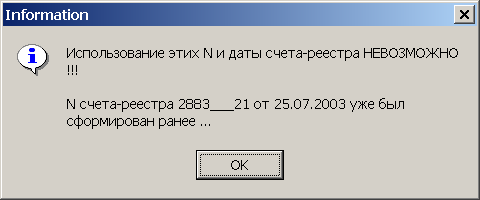 Information
Использование этих N и даты счета-реестра НЕВОЗМОЖНО
!!!
N счета-реестра 2883___21 от 25.07.2003 уже был
сформирован ранее ...
OK